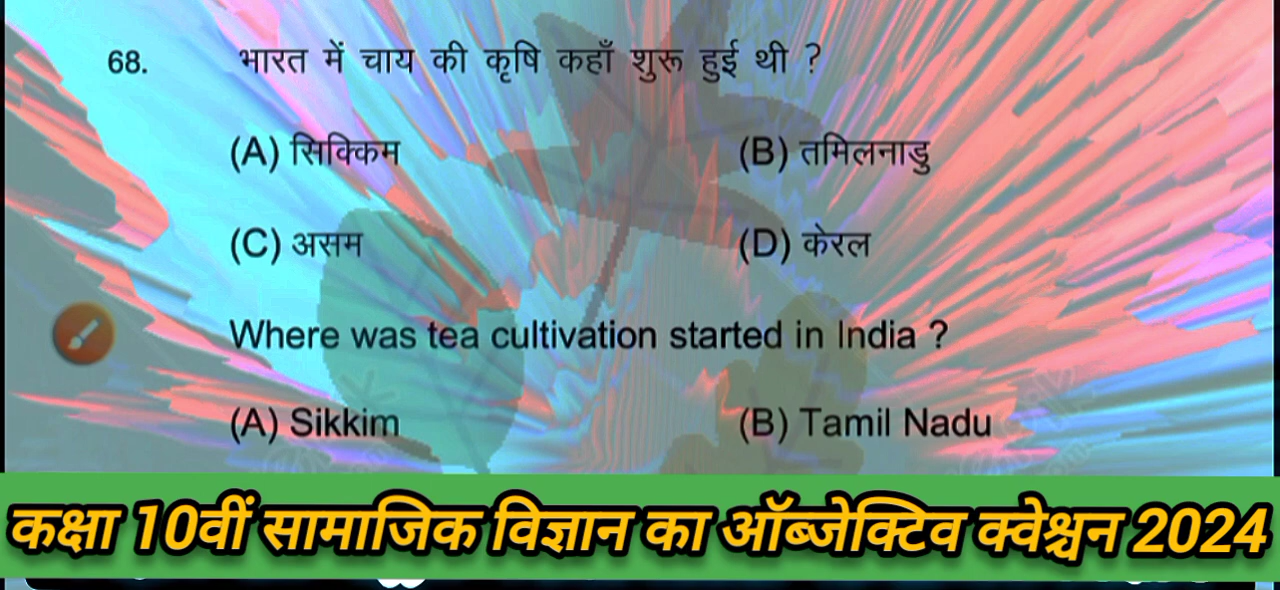 68. भारत में चाय की कृषि कहाँ शुरू हुई थी ?
(A) सिक्किम (B) तमिलनाडु
(C) असम (D) केरल
Where was tea cultivation started in India ?
(A) Sikkim (B) Tamil Nadu
कक्षा 10वीं सामाजिक विज्ञान का ऑब्जेक्टिव क्वेश्चन 2024